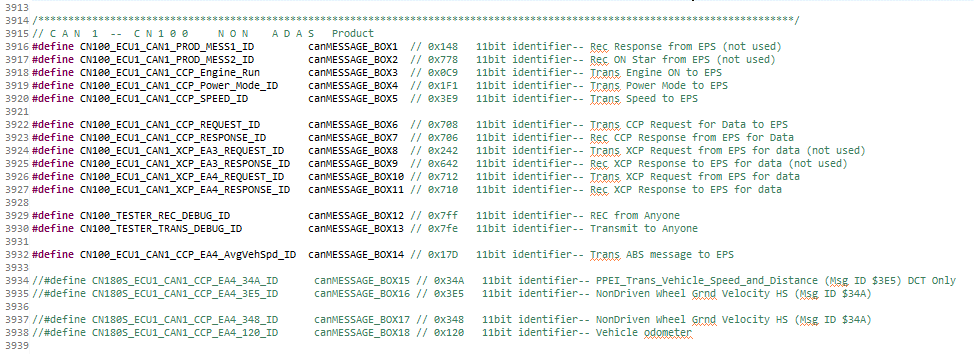 3913
3914 /***********************************************************************************************************************/
3915 // C A N 1 -- C N 1 0 0 N O N A D A S Product
3916 #define CN100_ECU1_CAN1_PROD_MESS1_ID canMESSAGE_BOX1 // 0x148 11bit identifier-- Rec Response from EPS (not used)
3917 #define CN100_ECU1_CAN1_PROD_MESS2_ID canMESSAGE_BOX2 // 0x778 11bit identifier-- Rec ON Star from EPS (not used)
3918 #define CN100_ECU1_CAN1_CCP_Engine_Run canMESSAGE_BOX3 // 0x0C9 11bit identifier-- Trans Engine ON to EPS
3919 #define CN100_ECU1_CAN1_CCP_Power_Mode_ID canMESSAGE_BOX4 // 0x1F1 11bit identifier-- Trans Power Mode to EPS
3920 #define CN100_ECU1_CAN1_CCP_SPEED_ID canMESSAGE_BOX5 // 0x3E9 11bit identifier-- Trans Speed to EPS
3921
3922 #define CN100_ECU1_CAN1_CCP_REQUEST_ID canMESSAGE_BOX6 // 0x708 11bit identifier-- Trans CCP Request for Data to EPS
3923 #define CN100_ECU1_CAN1_CCP_RESPONSE_ID canMESSAGE_BOX7 // 0x706 11bit identifier-- Rec CCP Response from EPS for Data
3924 #define CN100_ECU1_CAN1_XCP_EA3_REQUEST_ID canMESSAGE_BOX8 // 0x242 11bit identifier-- Trans XCP Request from EPS for data (not used)
3925 #define CN100_ECU1_CAN1_XCP_EA3_RESPONSE_ID canMESSAGE_BOX9 // 0x642 11bit identifier-- Rec XCP Response to EPS for data (not used)
3926 #define CN100_ECU1_CAN1_XCP_EA4_REQUEST_ID canMESSAGE_BOX10 // 0x712 11bit identifier-- Trans XCP Request from EPS for data
3927 #define CN100_ECU1_CAN1_XCP_EA4_RESPONSE_ID canMESSAGE_BOX11 // 0x710 11bit identifier-- Rec XCP Response to EPS for data
3928
3929 #define CN100_TESTER_REC_DEBUG_ID canMESSAGE_BOX12 // 0x7ff 11bit identifier-- REC from Anyone
3930 #define CN100_TESTER_TRANS_DEBUG_ID canMESSAGE_BOX13 // 0x7fe 11bit identifier-- Transmit to Anyone
3931
3932 #define CN100_ECU1_CAN1_CCP_EA4_AvgVehSpd_ID canMESSAGE_BOX14 // 0x17D 11bit identifier-- Trans ABS message to EPS
3933
3934 //#define CN180S_ECU1_CAN1_CCP_EA4_34A_ID canMESSAGE_BOX15 // 0x34A 11bit identifier-- PPEI_Trans_Vehicle_Speed_and_Distance (Msg ID $3E5) DCT Only
3935 //#define CN180S_ECU1_CAN1_CCP_EA4_3E5_ID canMESSAGE_BOX16 // 0x3E5 11bit identifier-- NonDriven Wheel Grnd Velocity HS (Msg ID $34A)
3936
3937 //#define CN180S_ECU1_CAN1_CCP_EA4_348_ID canMESSAGE_BOX17 // 0x348 11bit identifier-- NonDriven Wheel Grnd Velocity HS (Msg ID $34A)
3938 //#define CN180S_ECU1_CAN1_CCP_EA4_120_ID canMESSAGE_BOX18 // 0x120 11bit identifier-- Vehicle odometer
3939